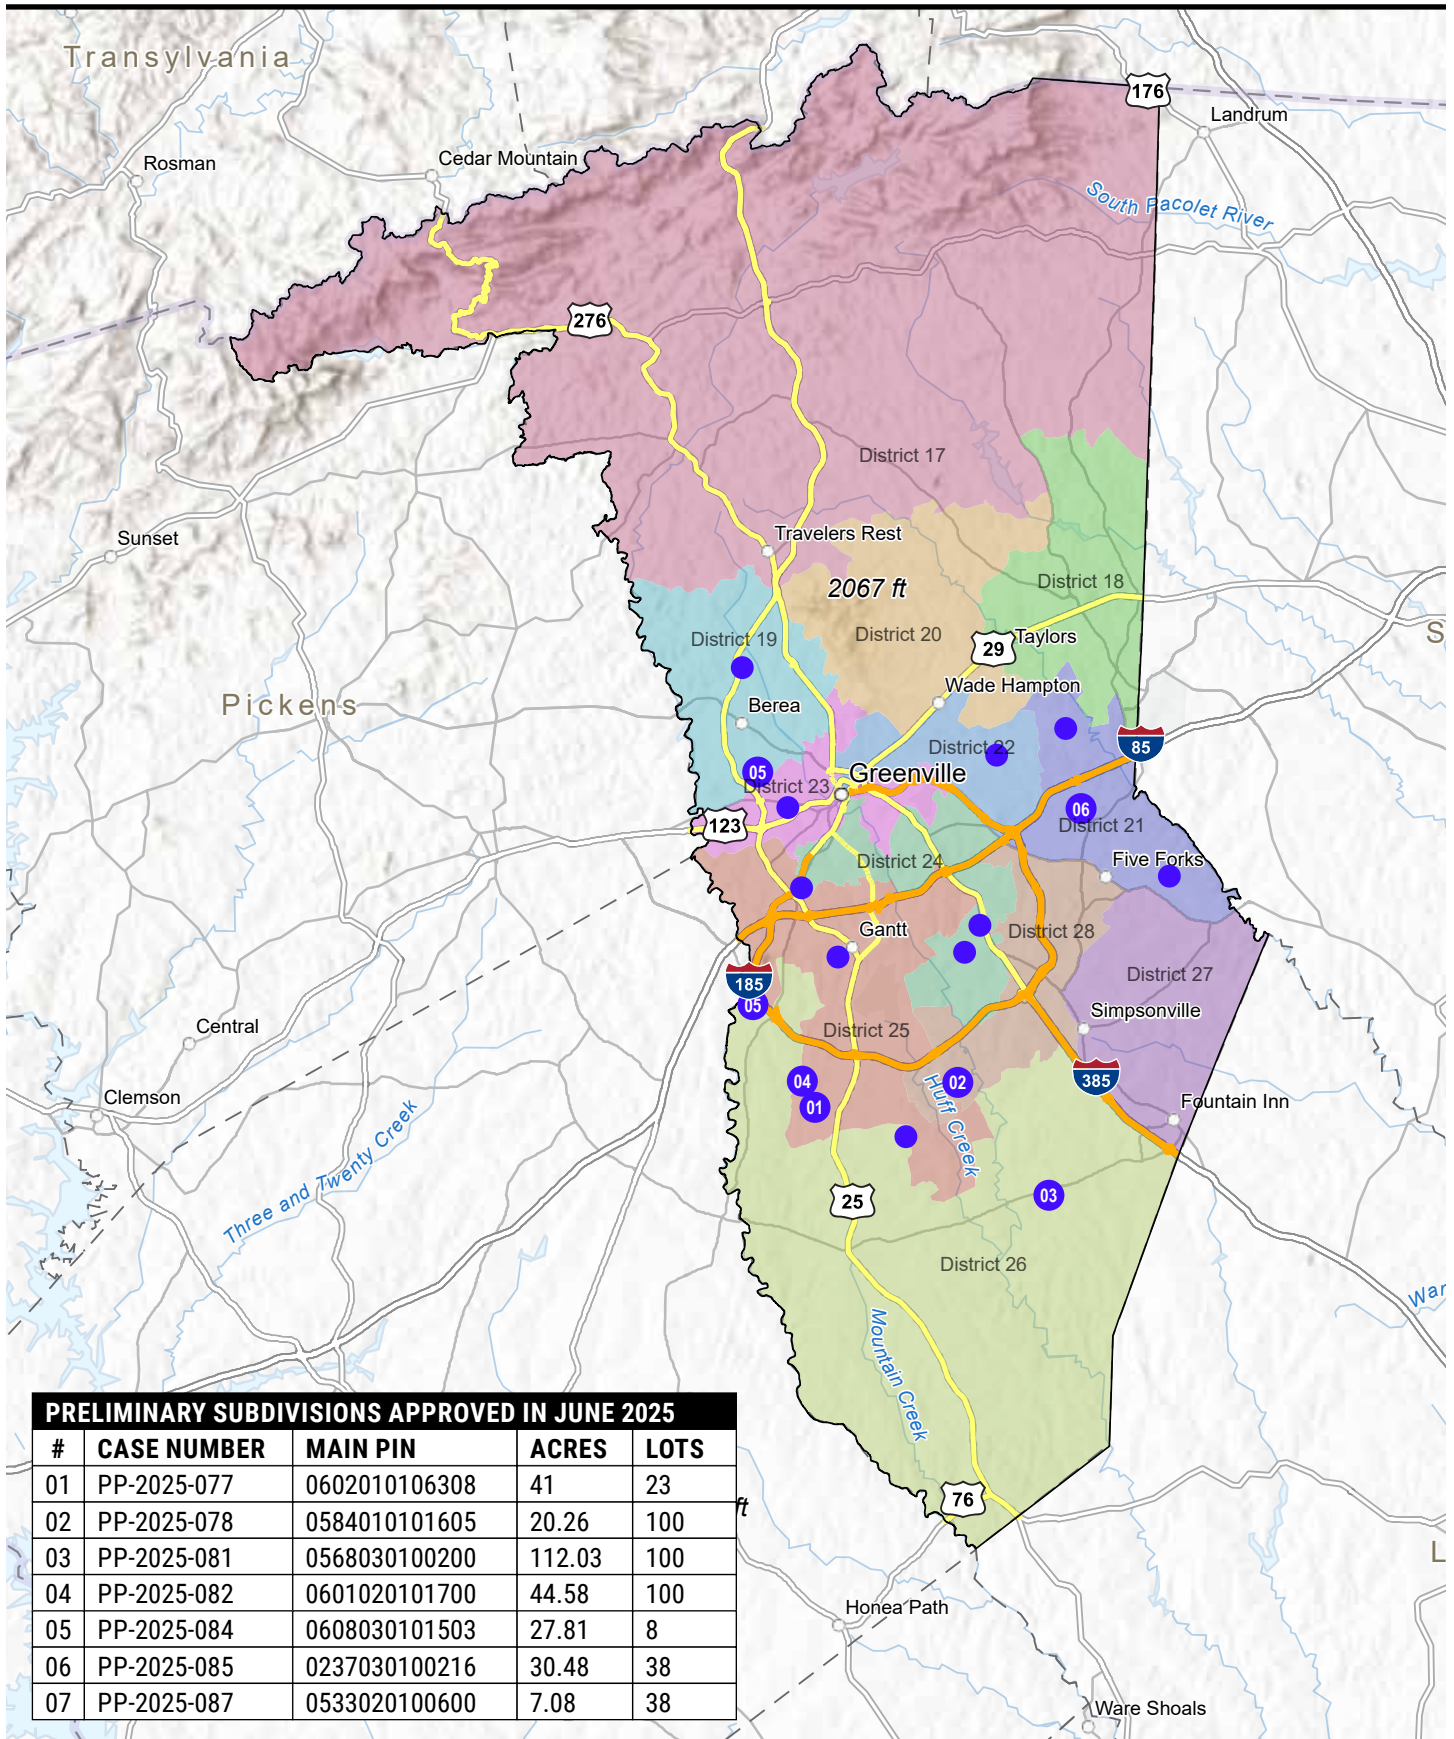 Transylvania
176
Landrum
Rosman
Cedar Mountain
South Pacolet River
276
District 17
Sunset
Travelers Rest
2067 ft
District 18
District 19
District 20
29
Taylors
S
Wade Hampton
Pickens
Berea
District 22
85
05
Greenville
District 23
06
123
District 21
District 24
Five Forks
Gantt
District 28
District 27
185
05
Simpsonville
Central
District 25
04
02
385
Clemson
01
Huff Creek
Fountain Inn
Three and Twenty Creek
03
25
District 26
War
Mountain Creek
PRELIMINARY SUBDIVISIONS APPROVED IN JUNE 2025
# CASE NUMBER MAIN PIN ACRES LOTS
01 PP-2025-077 0602010106308 41 23
02 PP-2025-078 0584010101605 20.26 100
03 PP-2025-081 0568030100200 112.03 100
04 PP-2025-082 0601020101700 44.58 100
05 PP-2025-084 0608030101503 27.81 8
06 PP-2025-085 0237030100216 30.48 38
07 PP-2025-087 0533020100600 7.08 38
76
ft
L
Honea Path
Ware Shoals